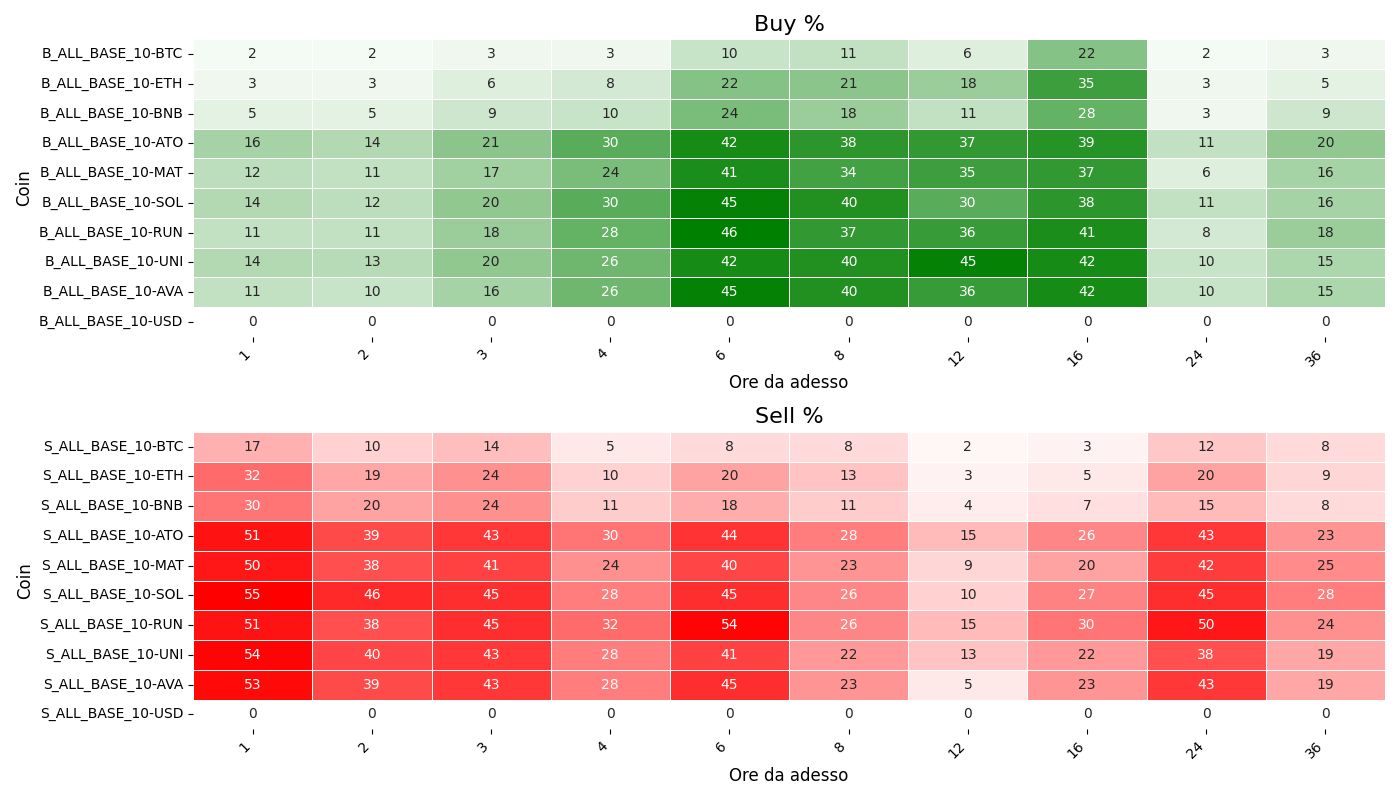 Buy %
Coin
B_ALL_BASE_10-BTC 2 2 3 3 10 11 6 22 2 3
B_ALL_BASE_10-ETH 3 3 6 8 22 21 18 35 3 5
B_ALL_BASE_10-BNB 5 5 9 10 24 18 11 28 3 9
B_ALL_BASE_10-ATO 16 14 21 30 42 38 37 39 11 20
B_ALL_BASE_10-MAT 12 11 17 24 41 34 35 37 6 16
B_ALL_BASE_10-SOL 14 12 20 30 45 40 30 38 11 16
B_ALL_BASE_10-RUN 11 11 18 28 46 37 36 41 8 18
B_ALL_BASE_10-UNI 14 13 20 26 42 40 45 42 10 15
B_ALL_BASE_10-AVA 11 10 16 26 45 40 36 42 10 15
B_ALL_BASE_10-USD 0 0 0 0 0 0 0 0 0 0
1 2 3 4 6 8 12 16 24 36
Ore da adesso
Sell %
Coin
S_ALL_BASE_10-BTC 17 10 14 5 8 8 2 3 12 8
S_ALL_BASE_10-ETH 32 19 24 10 20 13 3 5 20 9
S_ALL_BASE_10-BNB 30 20 24 11 18 11 4 7 15 8
S_ALL_BASE_10-ATO 51 39 43 30 44 28 15 26 43 23
S_ALL_BASE_10-MAT 50 38 41 24 40 23 9 20 42 25
S_ALL_BASE_10-SOL 55 46 45 28 45 26 10 27 45 28
S_ALL_BASE_10-RUN 51 38 45 32 54 26 15 30 50 24
S_ALL_BASE_10-UNI 54 40 43 28 41 22 13 22 38 19
S_ALL_BASE_10-AVA 53 39 43 28 45 23 5 23 43 19
S_ALL_BASE_10-USD 0 0 0 0 0 0 0 0 0 0
1 2 3 4 6 8 12 16 24 36
Ore da adesso